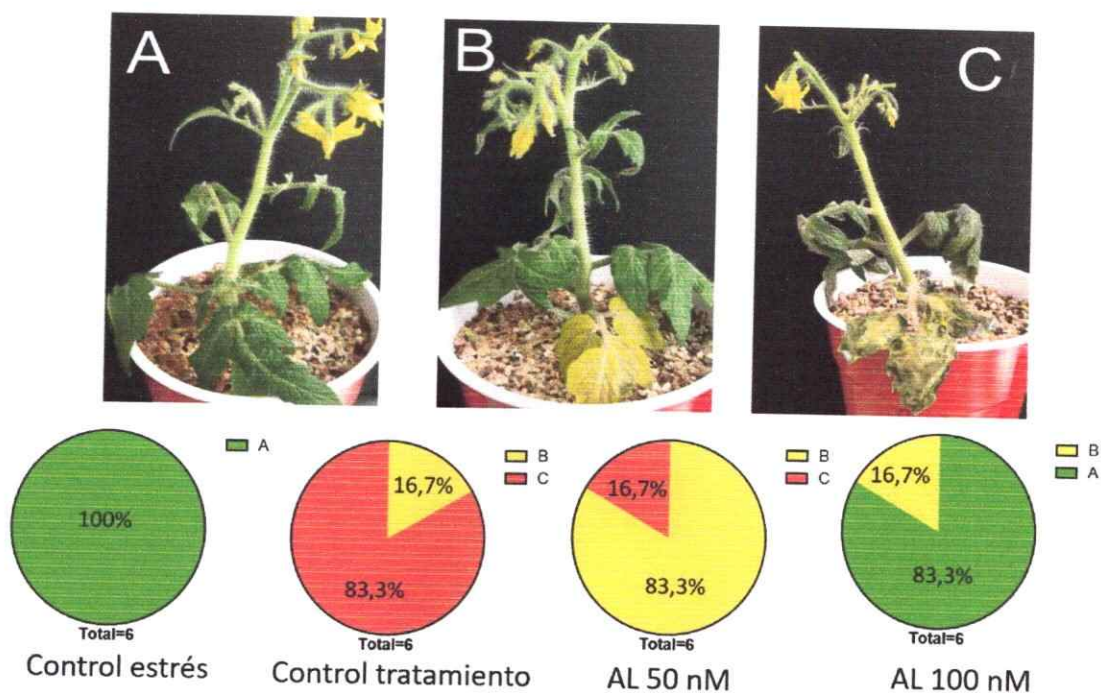 A
B
C
A
100%
Total=6
Control estrés
B
C
16,7%
83,3%
Total=6
Control tratamiento
B
C
16,7%
83,3%
Total=6
AL 50 nM
B
A
16,7%
83,3%
Total=6
AL 100 nM